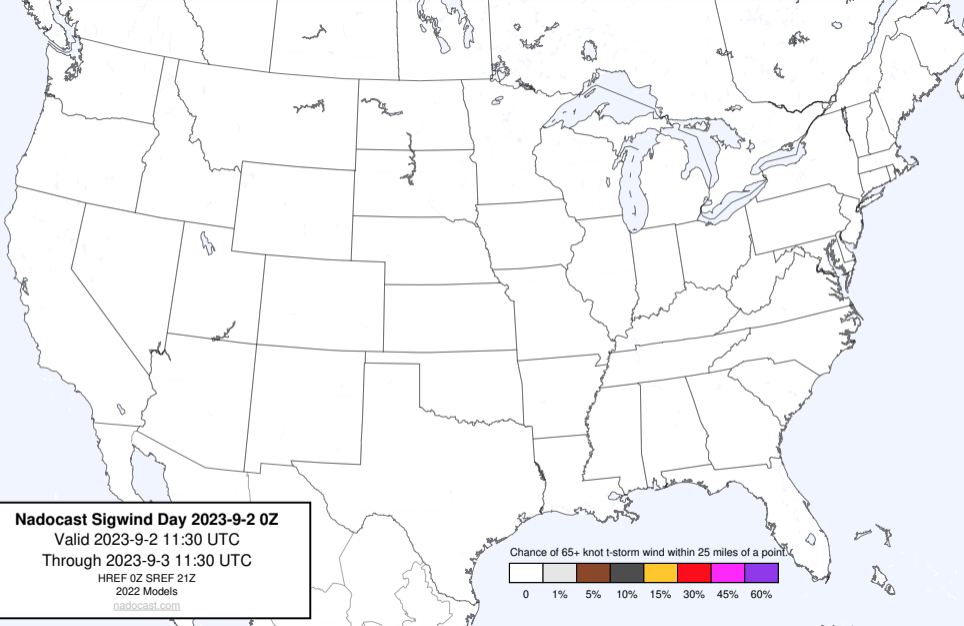 Nadocast Sigwind Day 2023-9-2 0Z
Valid 2023-9-2 11:30 UTC
Through 2023-9-3 11:30 UTC
HREF 0Z SREF 21Z
2022 Models
nadocast.com
Chance of 65+ knot t-storm wind within 25 miles of a point.
0 1% 5% 10% 15% 30% 45% 60%